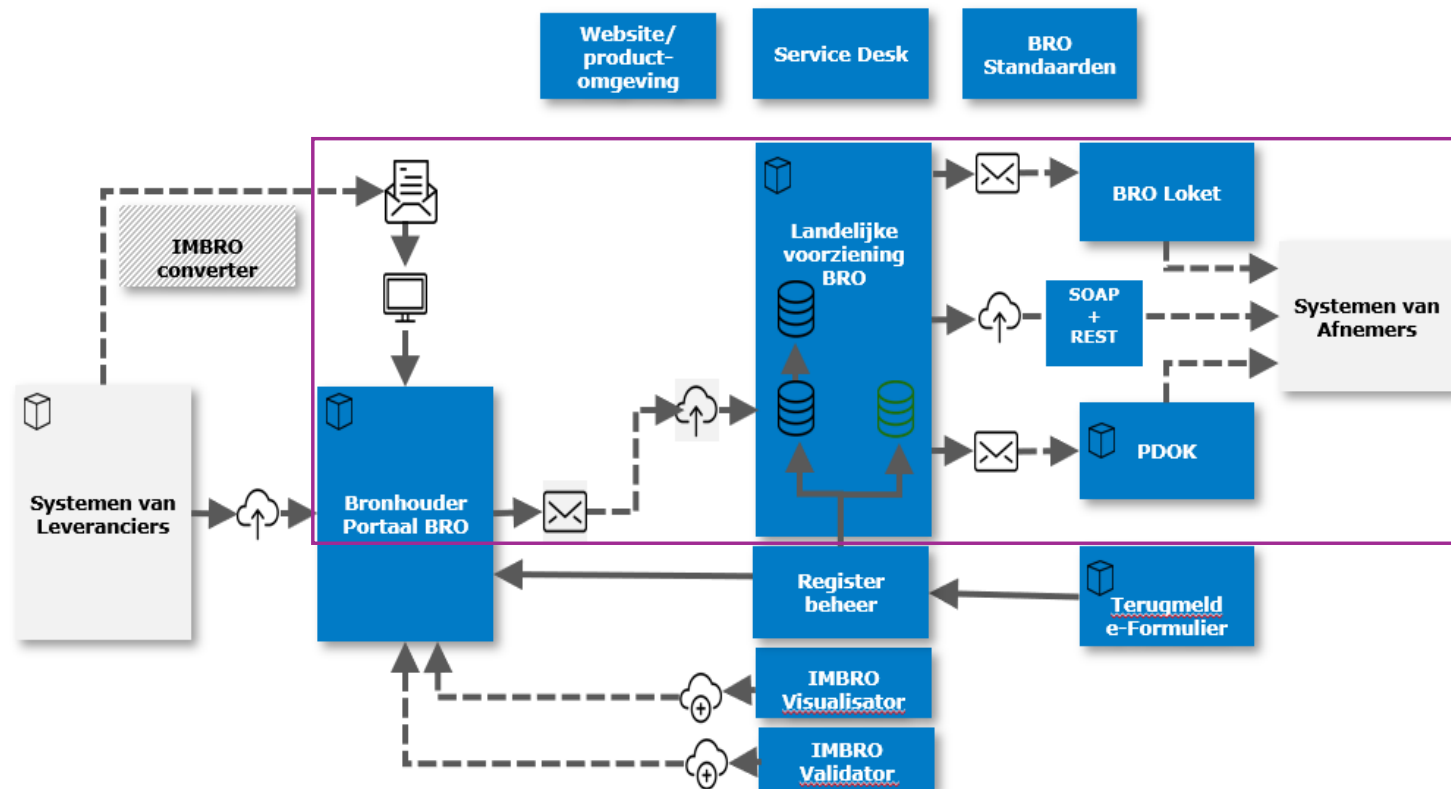 Website/
product-
omgeving
Service Desk
BRO
Standaarden
IMBRO
converter
Landelijke
voorziening
BRO
BRO Loket
SOAP
+
REST
Systemen van
Afnemers
Systemen van
Leveranciers
Bronhouder
Portaal BRO
PDOK
Register
beheer
Terugmeld
e-Formulier
IMBRO
Visualisator
IMBRO
Validator